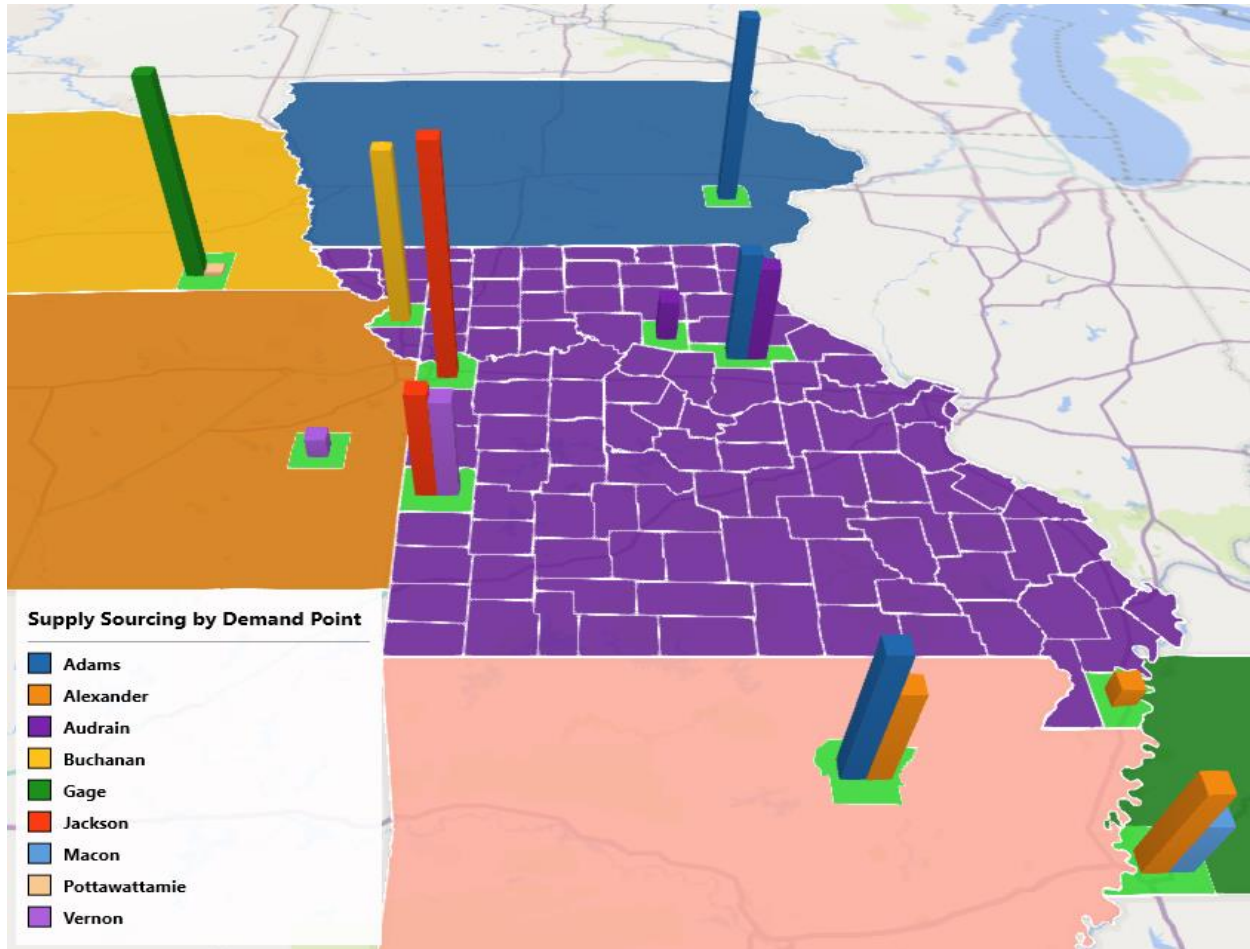 Supply Sourcing by Demand Point
Adams
Alexander
Audrain
Buchanan
Gage
Jackson
Macon
Pottawattamie
Vernon